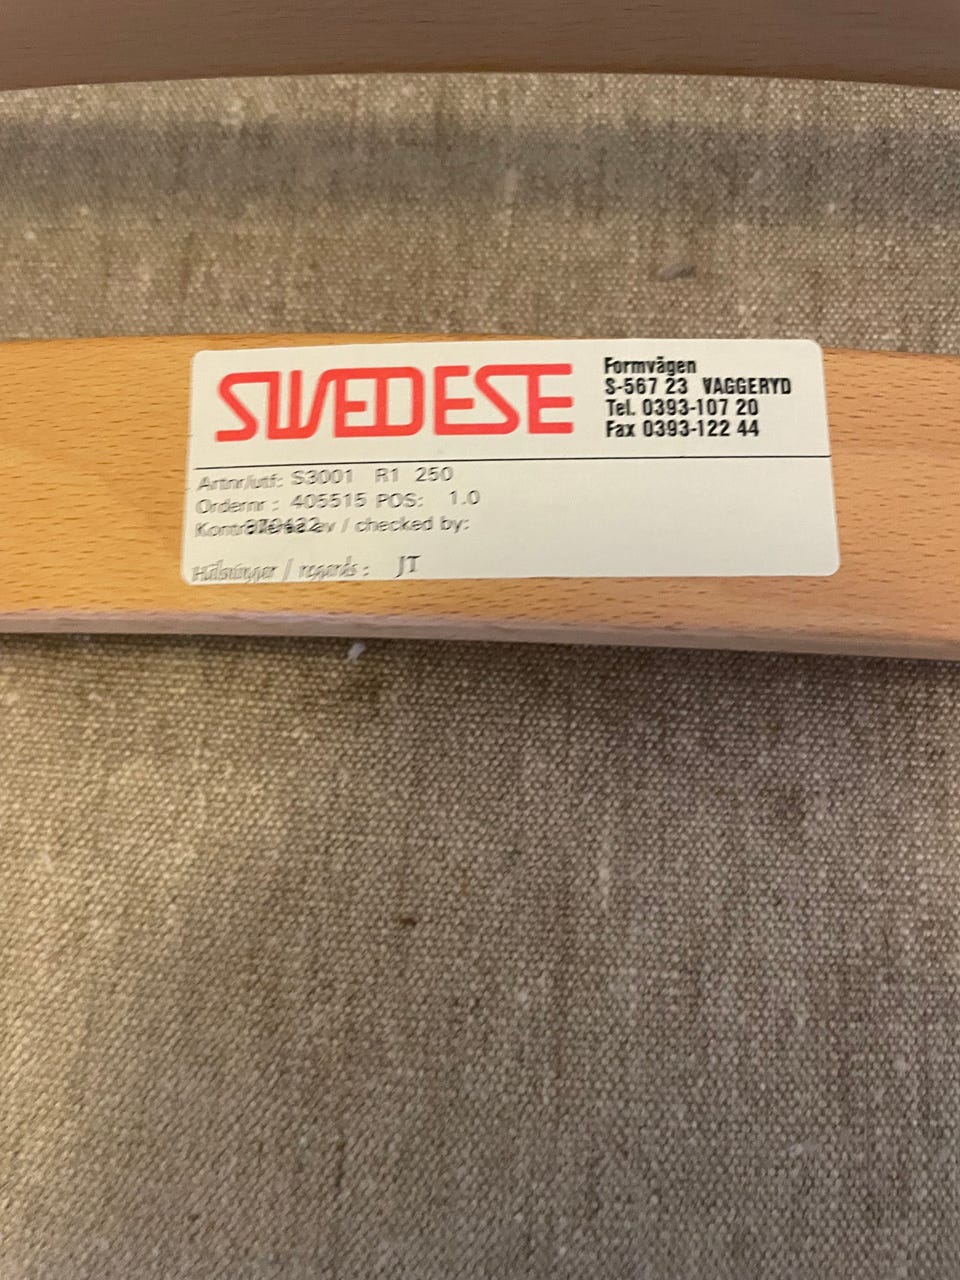 SWEDESE
Formvägen
S-567 23 VAGGERYD
Tel. 0393-107 20
Fax 0393-122 44
Artnr/utf: S3001 R1 250
Ordernr : 405515 POS: 1.0
av / checked by:
Hälsningar / regards : JT